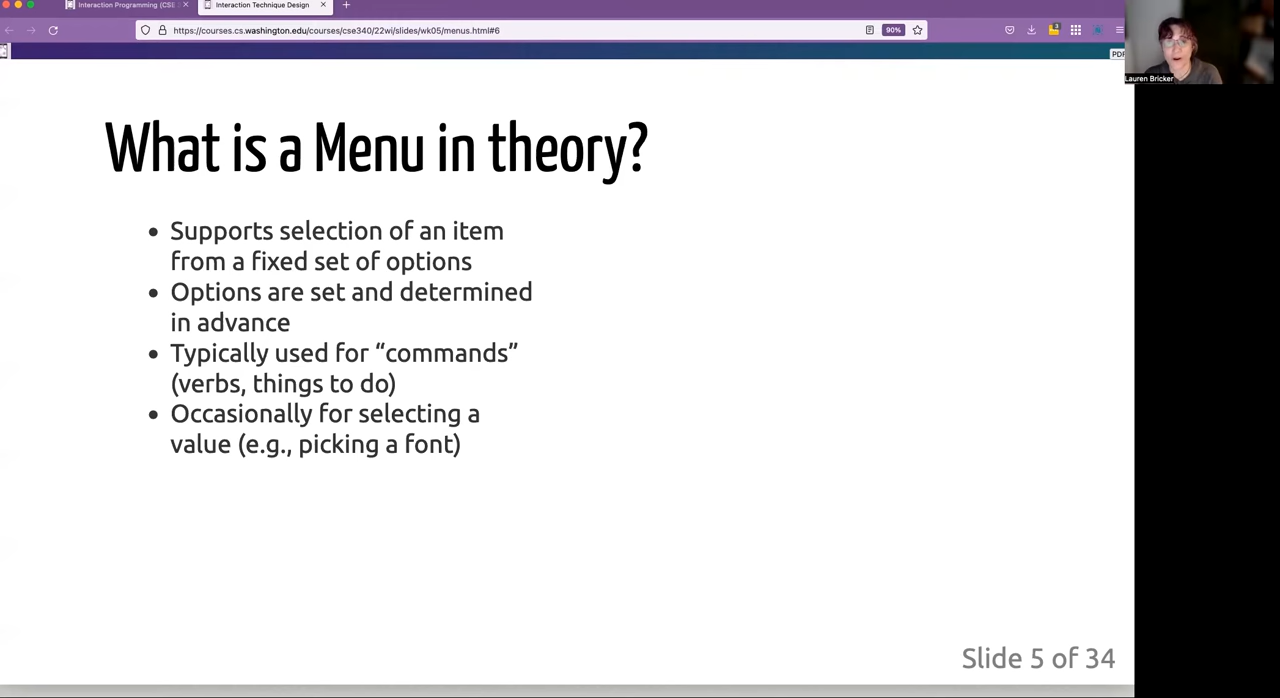 Interaction Programming (CSE
Interaction Technique Design
https://courses.cs.washington.edu/courses/cse340/22wi/slides/wk05/menus.html#6
90%
PDF
Lauren Bricker
What is a Menu in theory?
• Supports selection of an item
from a fixed set of options
• Options are set and determined
in advance
• Typically used for “commands”
(verbs, things to do)
• Occasionally for selecting a
value (e.g., picking a font)
Slide 5 of 34